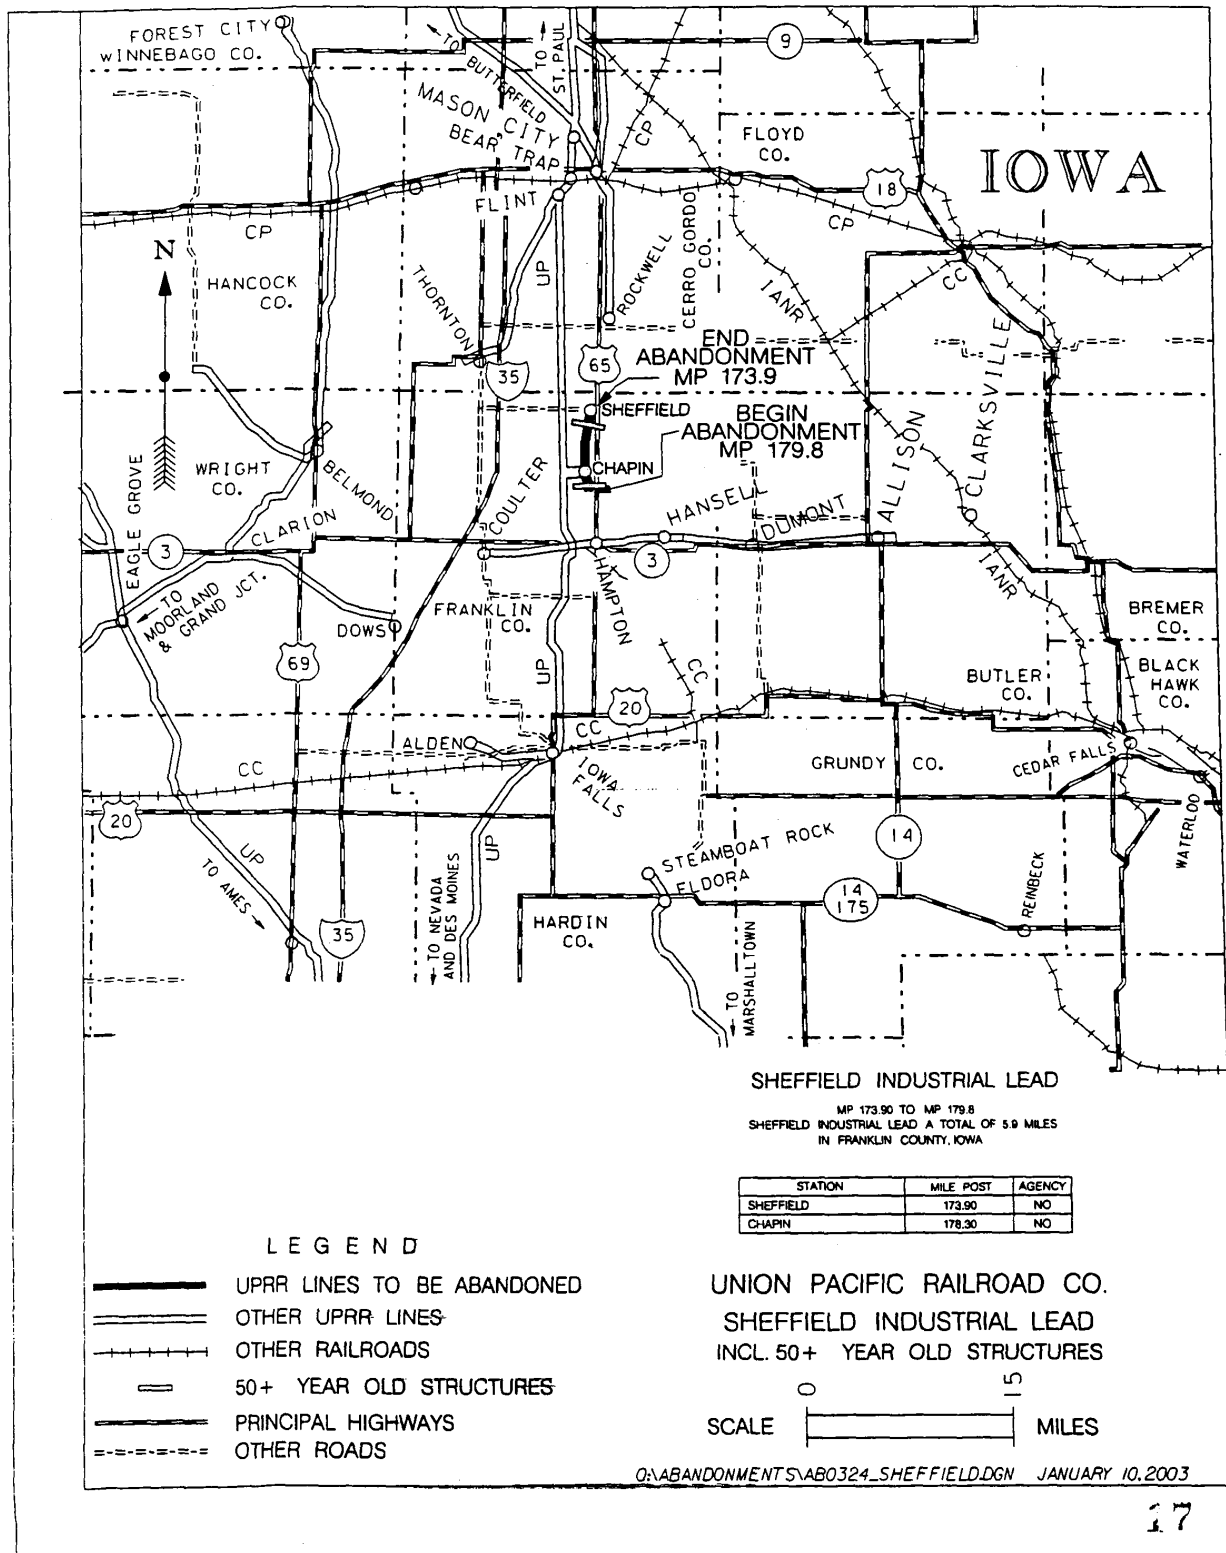 FOREST CITY
WINNEBAGO CO.
TO BUTTERFIELD
TO ST. PAUL
9
MASON CITY
BEAR TRAP
CP
FLOYD CO.
IOWA
18
FLINT
CP
CP
N
HANCOCK CO.
THORNTON
UP
ROCKWELL
CERRO GORDO CO.
IANR
CC
CLARKSVILLE
END
ABANDONMENT
MP 173.9
35
65
SHEFFIELD
BEGIN
ABANDONMENT
MP 179.8
CHAPIN
WRIGHT CO.
BELMOND
EAGLE GROVE
CLARION
COULTER
HANSELL
DUMONT
ALLISON
3
3
TO
MOORLAND
& GRAND JCT.
DOWS
FRANKLIN CO.
HAMPTON
IANR
BREMER CO.
69
UP
CC
20
BUTLER CO.
BLACK HAWK CO.
ALDEN
CC
CC
IOWA FALLS
GRUNDY CO.
CEDAR FALLS
20
UP
UP
TO AMES
14
WATERLOO
STEAMBOAT ROCK
ELDORA
14
175
REINBECK
35
TO NEVADA
AND DES MOINES
HARDIN CO.
TO
MARSHALLTOWN
SHEFFIELD INDUSTRIAL LEAD
MP 173.90 TO MP 179.8
SHEFFIELD INDUSTRIAL LEAD A TOTAL OF 5.9 MILES
IN FRANKLIN COUNTY, IOWA
STATION MILE POST AGENCY
SHEFFIELD 173.90 NO
CHAPIN 178.30 NO
LEGEND
UPRR LINES TO BE ABANDONED
OTHER UPRR LINES
OTHER RAILROADS
50+ YEAR OLD STRUCTURES
PRINCIPAL HIGHWAYS
OTHER ROADS
UNION PACIFIC RAILROAD CO.
SHEFFIELD INDUSTRIAL LEAD
INCL. 50+ YEAR OLD STRUCTURES
0 15
SCALE MILES
O:\ABANDONMENTS\AB0324_SHEFFIELD.DGN JANUARY 10, 2003
17